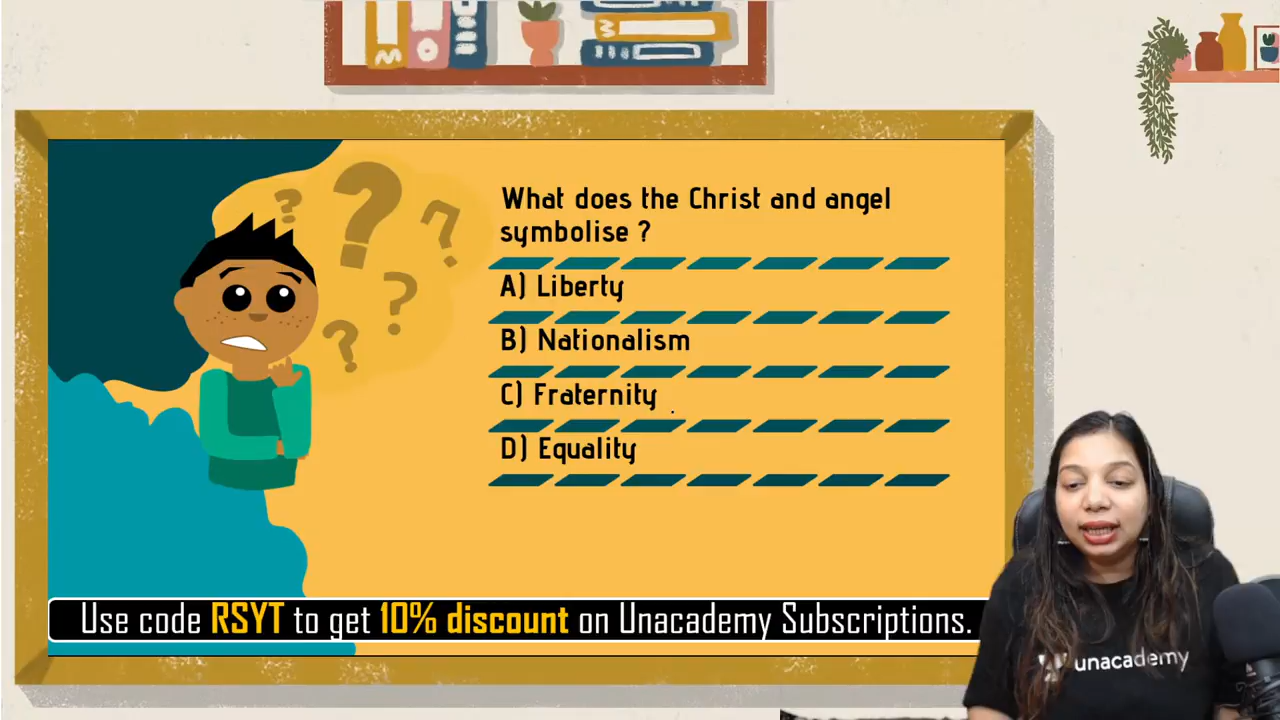 What does the Christ and angel
symbolise ?
A) Liberty
B) Nationalism
C) Fraternity
D) Equality
Use code RSYT to get 10% discount on Unacademy Subscriptions.
unacademy